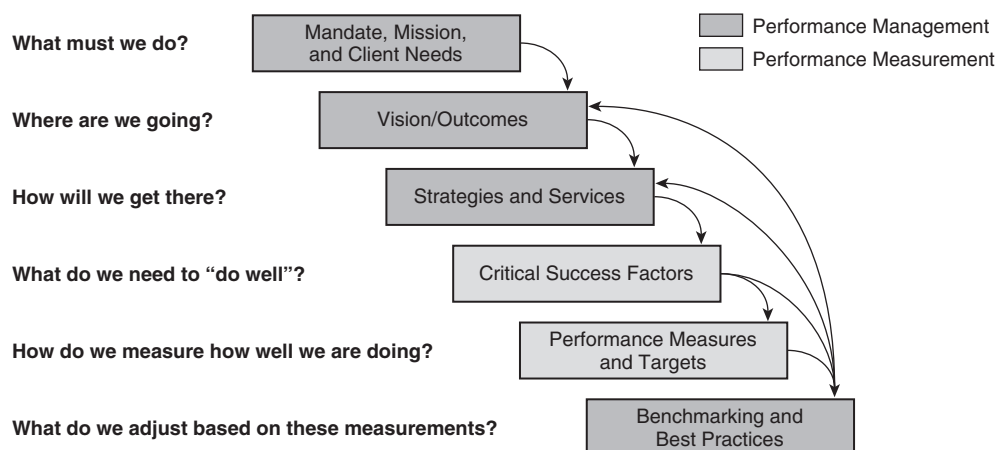 What must we do?
Mandate, Mission,
and Client Needs
Performance Management
Performance Measurement
Where are we going?
Vision/Outcomes
How will we get there?
Strategies and Services
What do we need to “do well”?
Critical Success Factors
How do we measure how well we are doing?
Performance Measures
and Targets
What do we adjust based on these measurements?
Benchmarking and
Best Practices